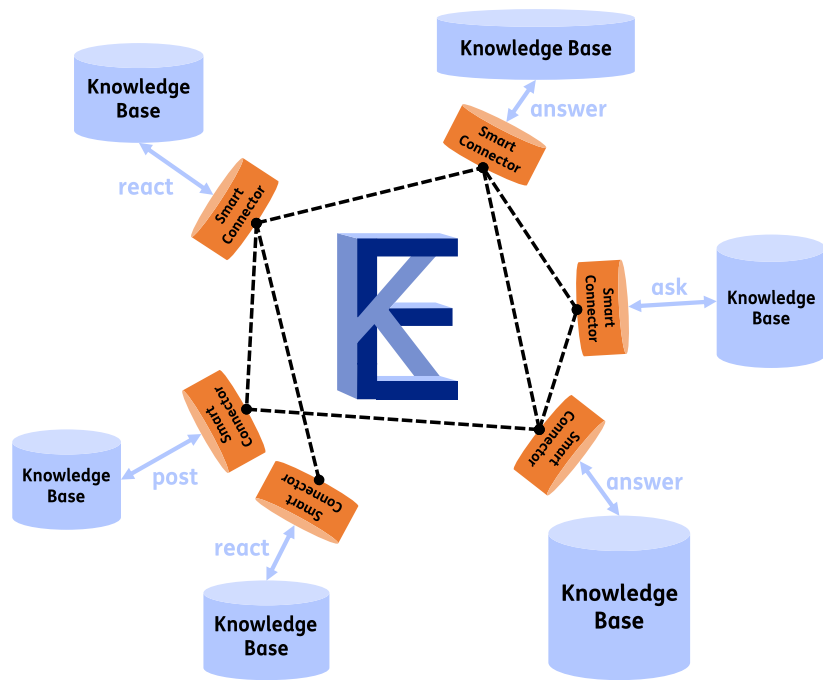 Knowledge Base
answer
Smart
Connector
Knowledge
Base
react
Smart
Connector
KE
Smart
Connector
ask
Knowledge
Base
Smart
Connector
post
Knowledge
Base
Smart
Connector
answer
Knowledge
Base
Smart
Connector
react
Knowledge
Base